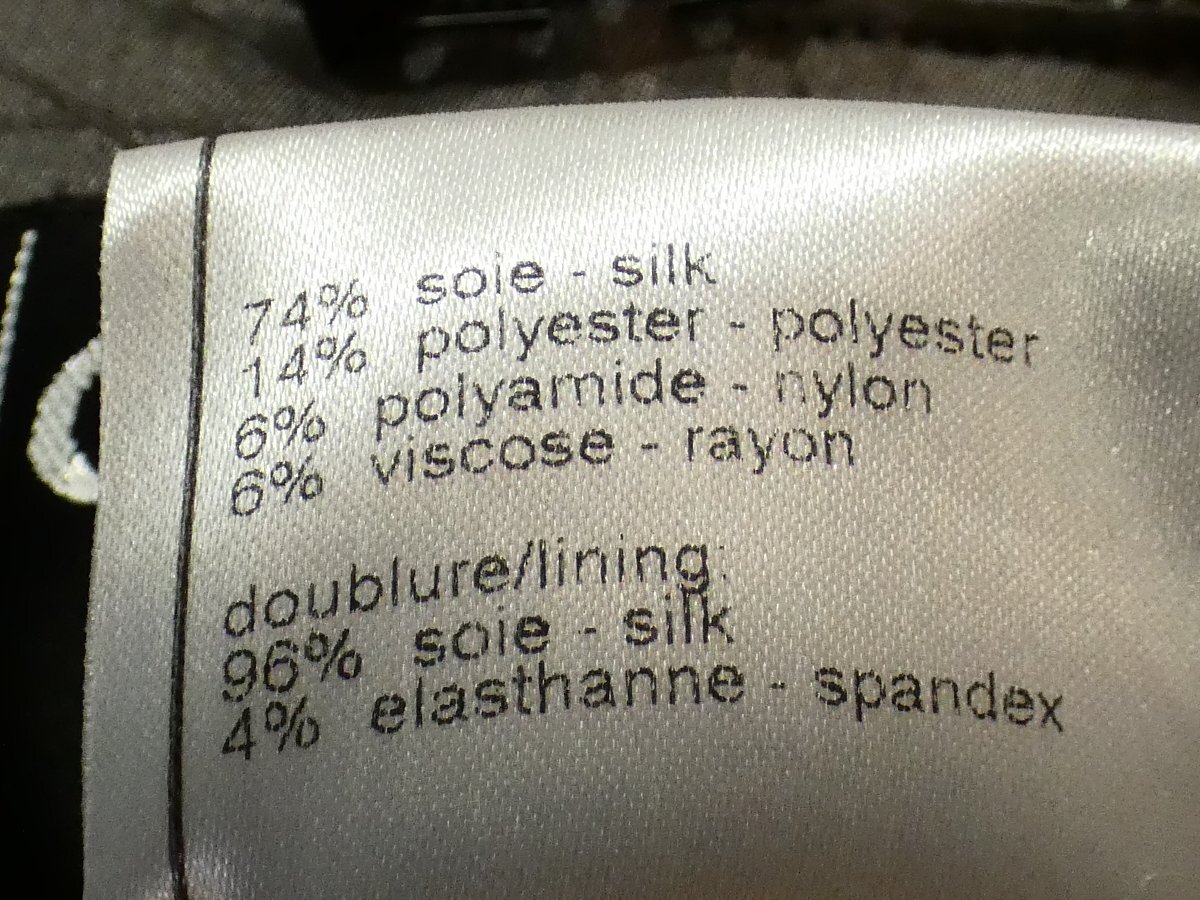 74% soie - silk
14% polyester - polyester
6% polyamide - nylon
6% viscose - rayon
doublure/lining:
96% soie - silk
4% elasthanne - spandex